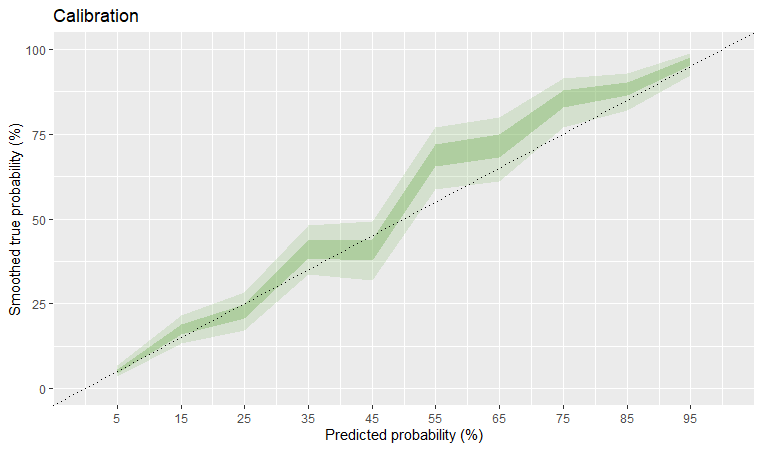 Calibration
Smoothed true probability (%)
100
75
50
25
0
5 15 25 35 45 55 65 75 85 95
Predicted probability (%)